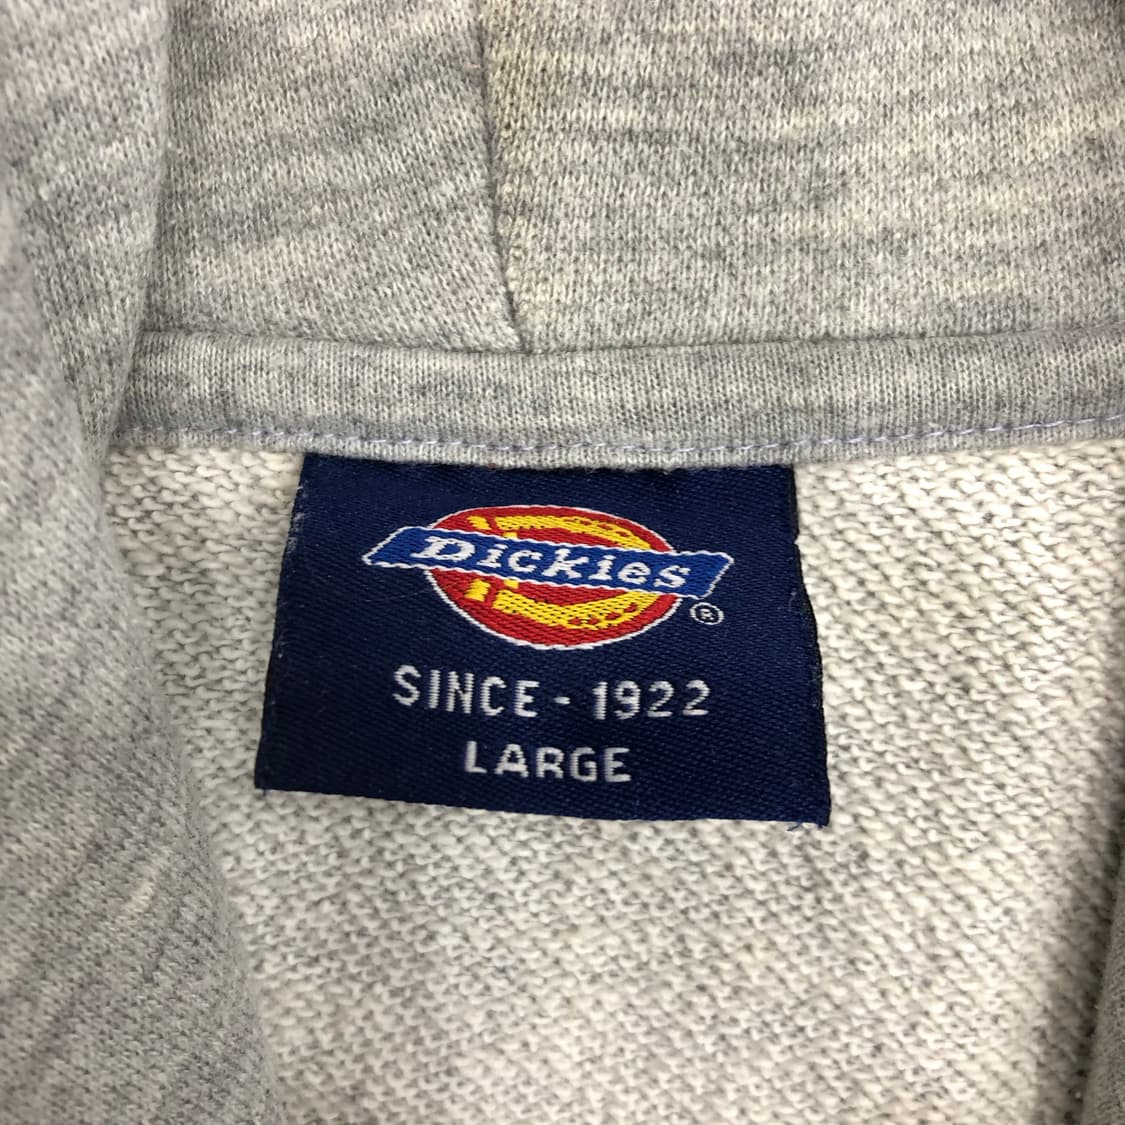 Dickies
®
SINCE - 1922
LARGE